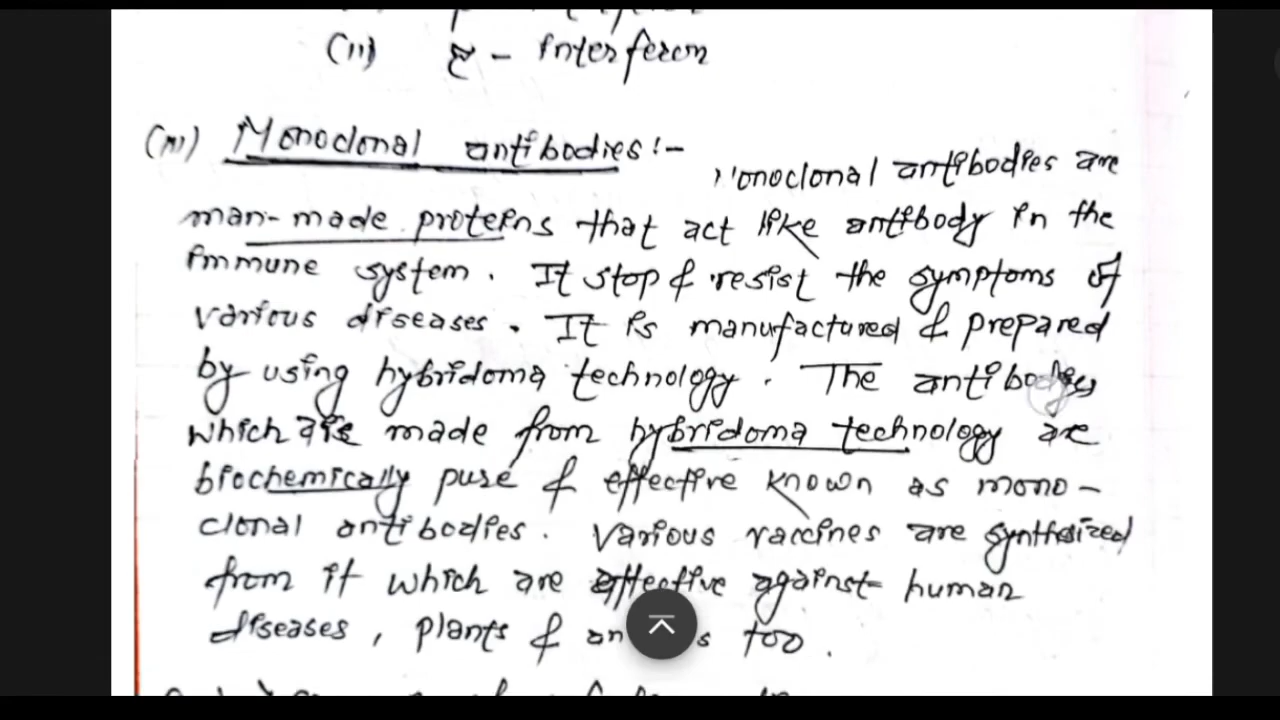 (ii) ξ - interferon
(iii) Monoclonal antibodies :-
Monoclonal antibodies are
man-made proteins that act like antibody in the
immune system. It stop & resist the symptoms of
various diseases. It is manufactured & prepared
by using hybridoma technology. The antibodies
which are made from hybridoma technology are
biochemically pure & effective known as mono-
clonal antibodies. Various vaccines are synthesized
from it which are effective against human
diseases, plants & too.